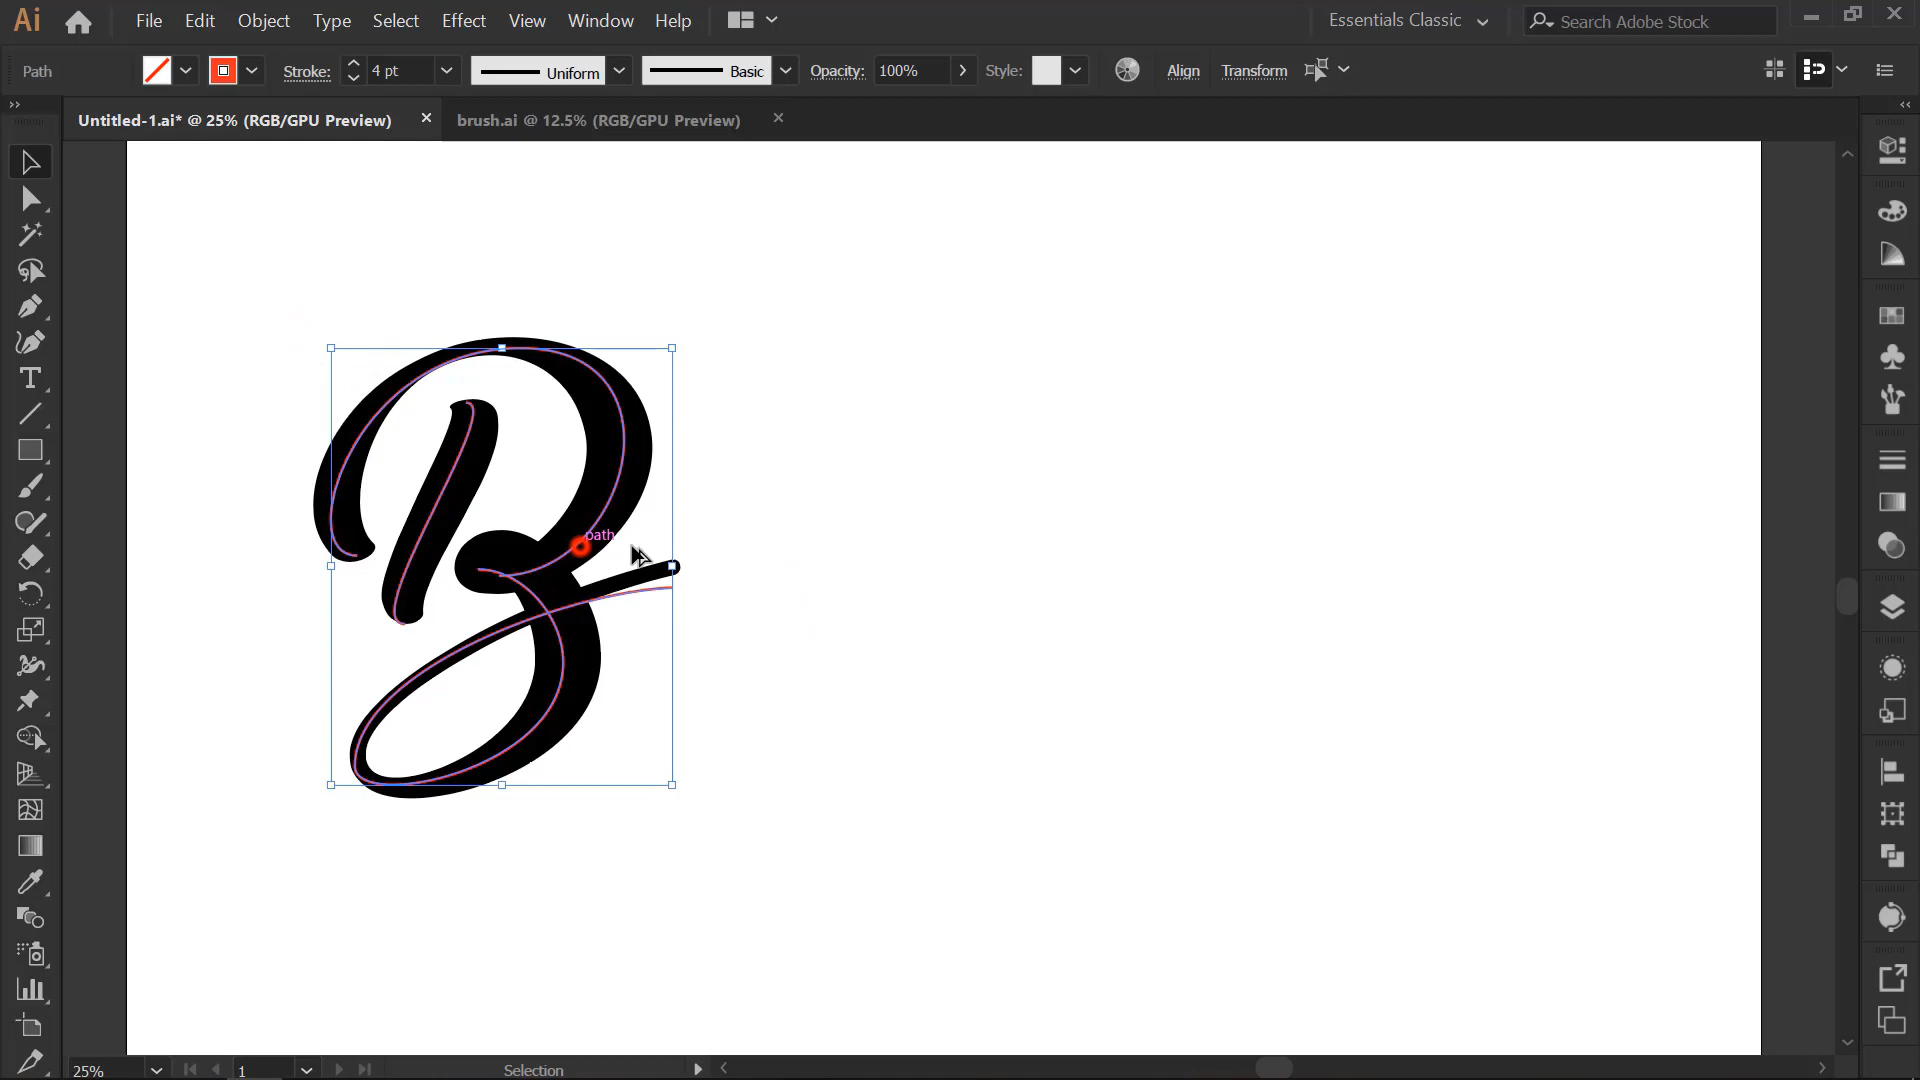 Ai File Edit Object Type Select Effect View Window Help Essentials Classic Search Adobe Stock
Path Stroke: 4 pt Uniform Basic Opacity: 100% Style: Align Transform
Untitled-1.ai* @ 25% (RGB/GPU Preview) brush.ai @ 12.5% (RGB/GPU Preview)
B
path
25% 1 Selection